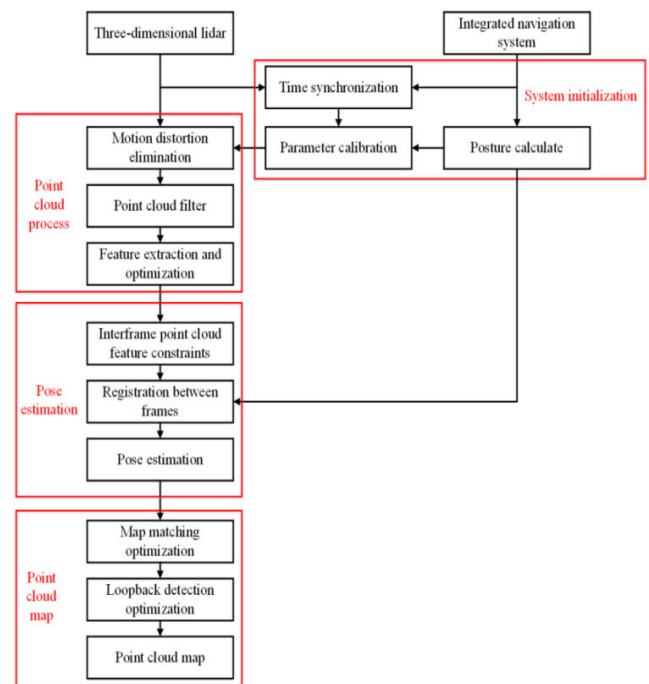 Three-dimensional lidar
Integrated navigation
system
Time synchronization
System initialization
Motion distortion
elimination
Parameter calibration
Posture calculate
Point
cloud
process
Point cloud filter
Feature extraction and
optimization
Interframe point cloud
feature constraints
Pose
estimation
Registration between
frames
Pose estimation
Map matching
optimization
Point
cloud
map
Loopback detection
optimization
Point cloud map